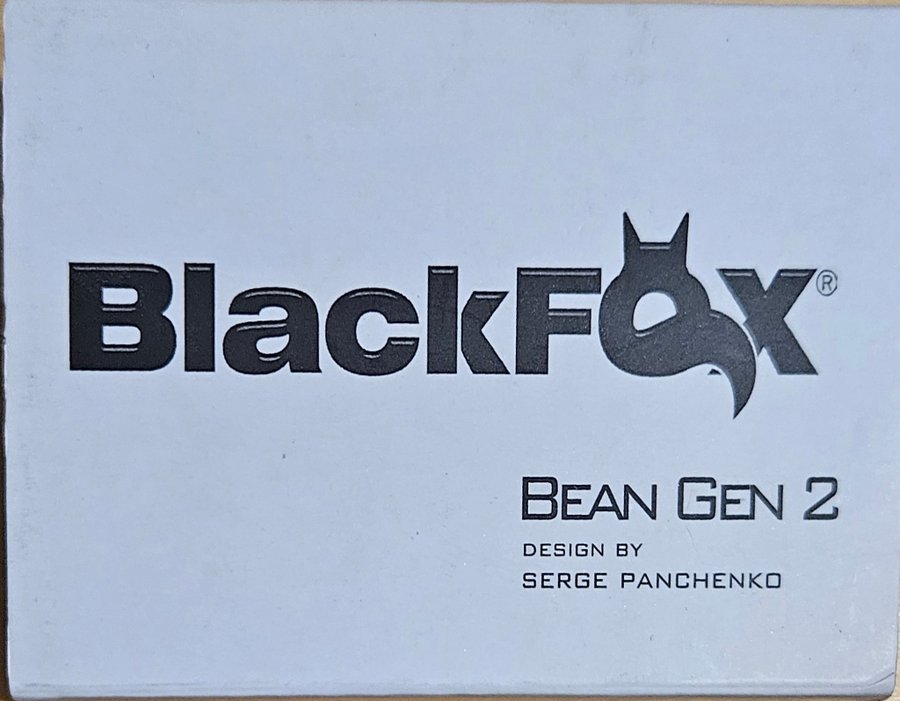 BlackFox®
BEAN GEN 2
DESIGN BY
SERGE PANCHENKO